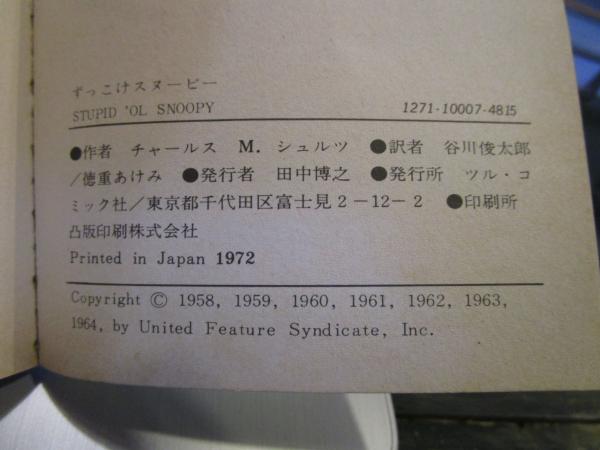 ずっこけスヌーピー
STUPID 'OL SNOOPY 1271-10007-4815
●作者 チャールス M. シュルツ ●訳者 谷川俊太郎
/徳重あけみ ●発行者 田中博之 ●発行所 ツル・コ
ミック社/東京都千代田区富士見2-12-2 ●印刷所
凸版印刷株式会社
Printed in Japan 1972
Copyright © 1958, 1959, 1960, 1961, 1962, 1963,
1964, by United Feature Syndicate, Inc.